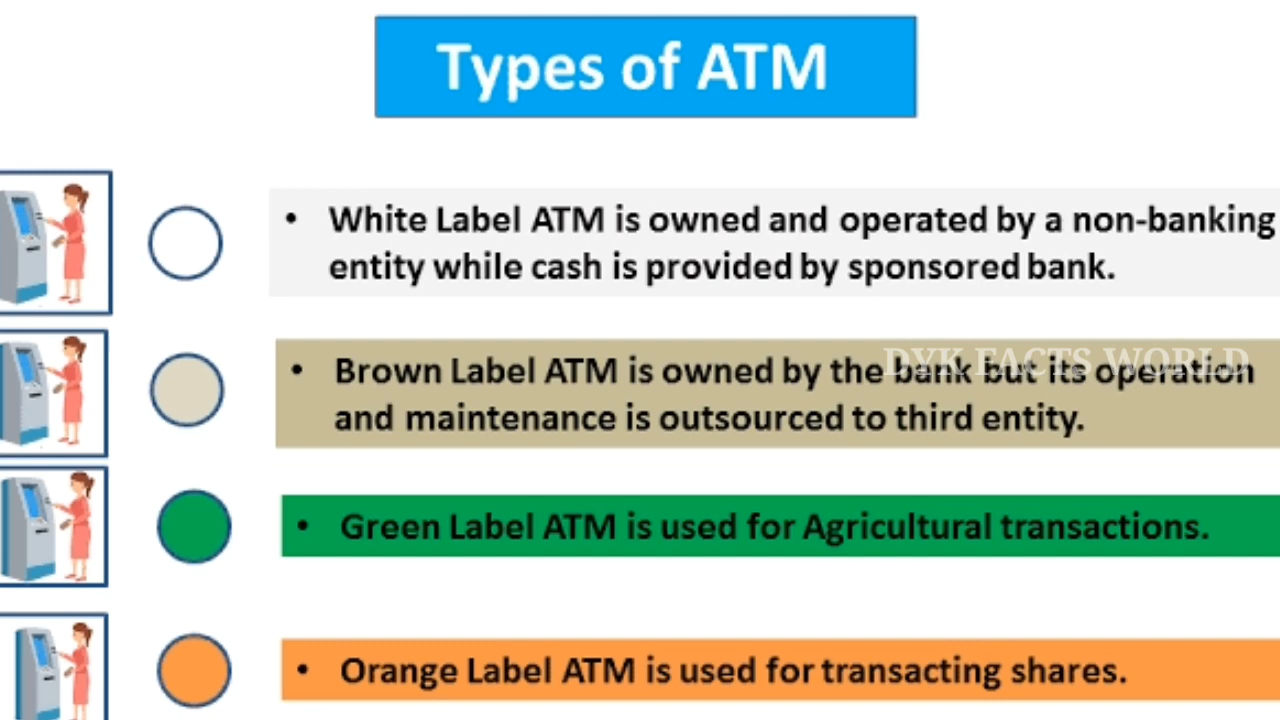 Types of ATM
• White Label ATM is owned and operated by a non-banking
entity while cash is provided by sponsored bank.
DYK FACTS WORLD
• Brown Label ATM is owned by the bank but its operation
and maintenance is outsourced to third entity.
• Green Label ATM is used for Agricultural transactions.
• Orange Label ATM is used for transacting shares.